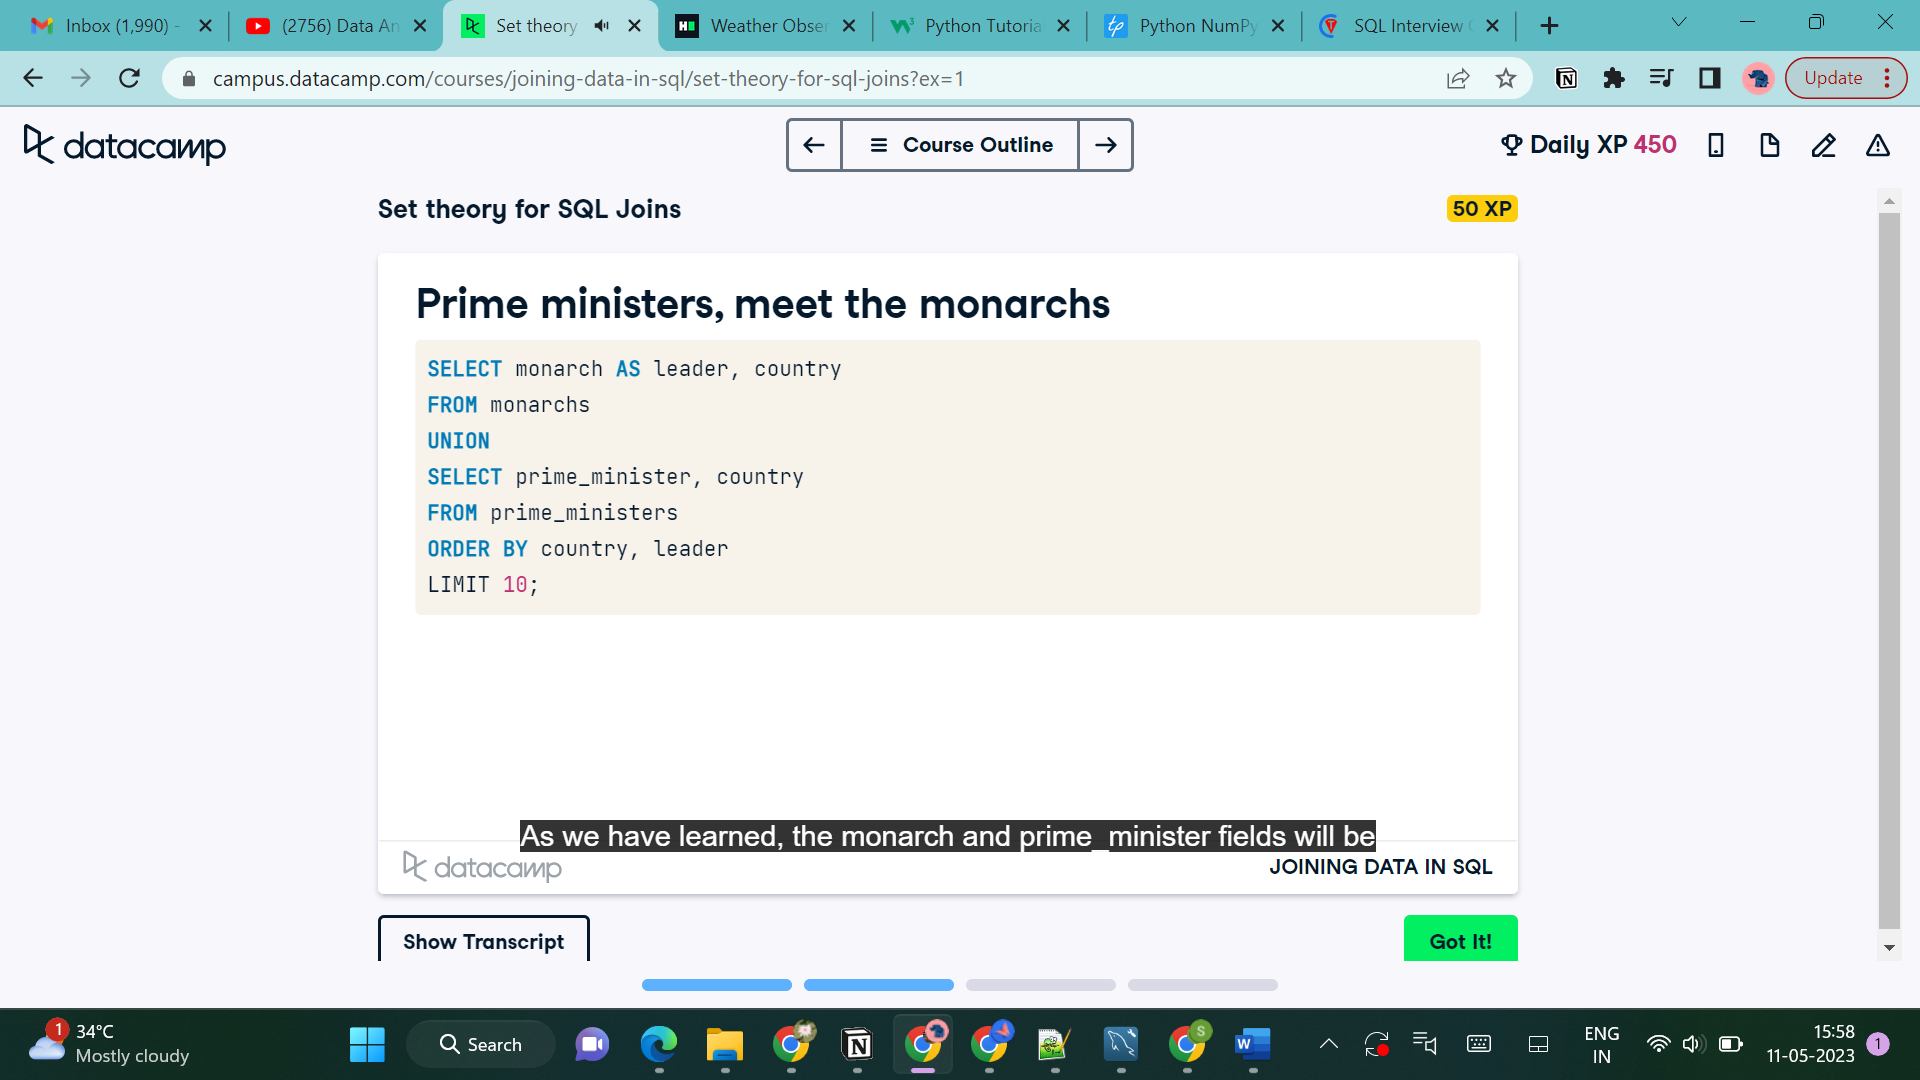 Inbox (1,990) -
(2756) Data An
Set theory
Weather Obser
Python Tutoria
Python NumPy
SQL Interview
campus.datacamp.com/courses/joining-data-in-sql/set-theory-for-sql-joins?ex=1
Update
datacamp
Course Outline
Daily XP 450
Set theory for SQL Joins
50 XP
Prime ministers, meet the monarchs
SELECT monarch AS leader, country
FROM monarchs
UNION
SELECT prime_minister, country
FROM prime_ministers
ORDER BY country, leader
LIMIT 10;
As we have learned, the monarch and prime_minister fields will be
datacamp
JOINING DATA IN SQL
Show Transcript
Got It!
1
34°C
Mostly cloudy
Search
S
ENG
IN
15:58
11-05-2023
1